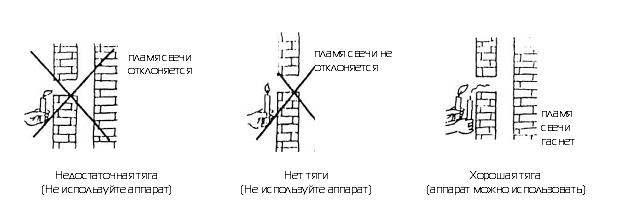 пламя свечи
отклоняется
Недостаточная тяга
(Не используйте аппарат)
пламя свечи не
отклоняется
Нет тяги
(Не используйте аппарат)
пламя
свечи
гаснет
Хорошая тяга
(аппарат можно использовать)